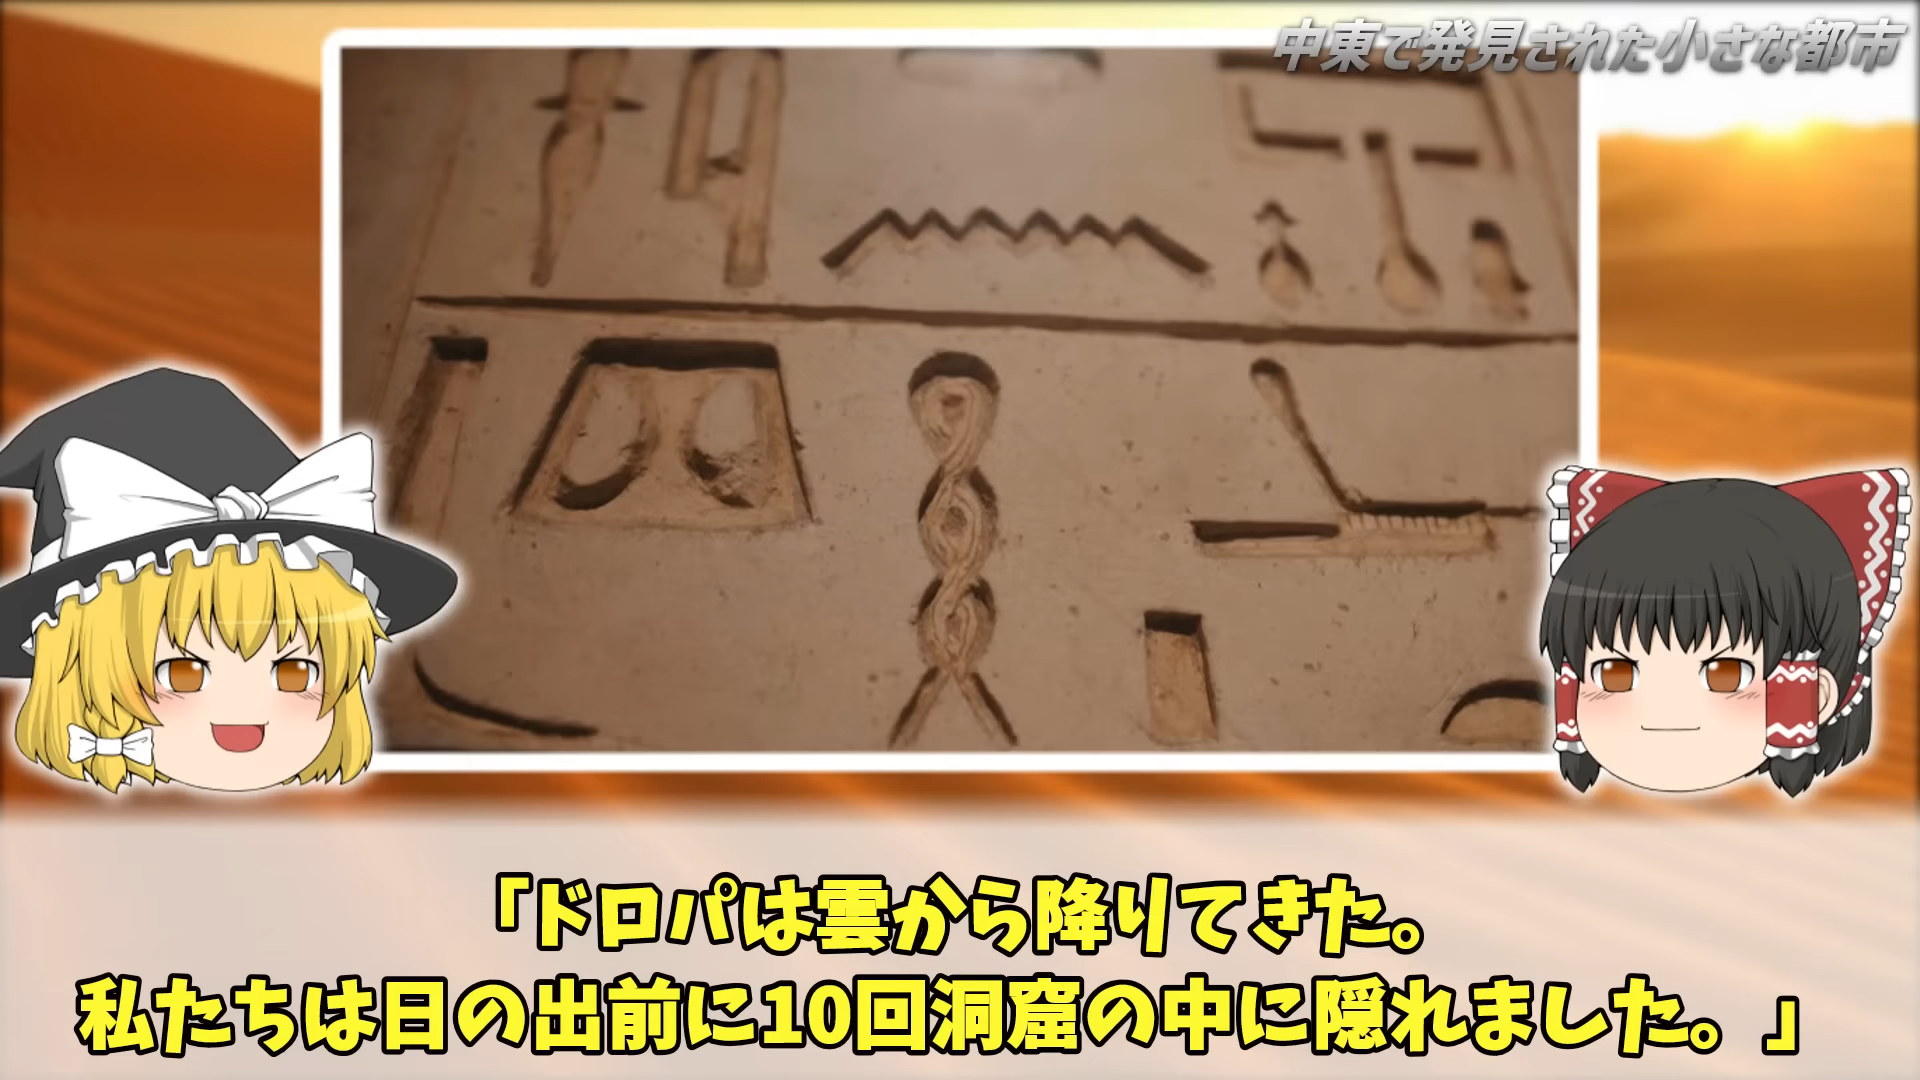 中東で発見された小さな都市
「ドロパは雲から降りてきた。
私たちは日の出前に10回洞窟の中に隠れました。」